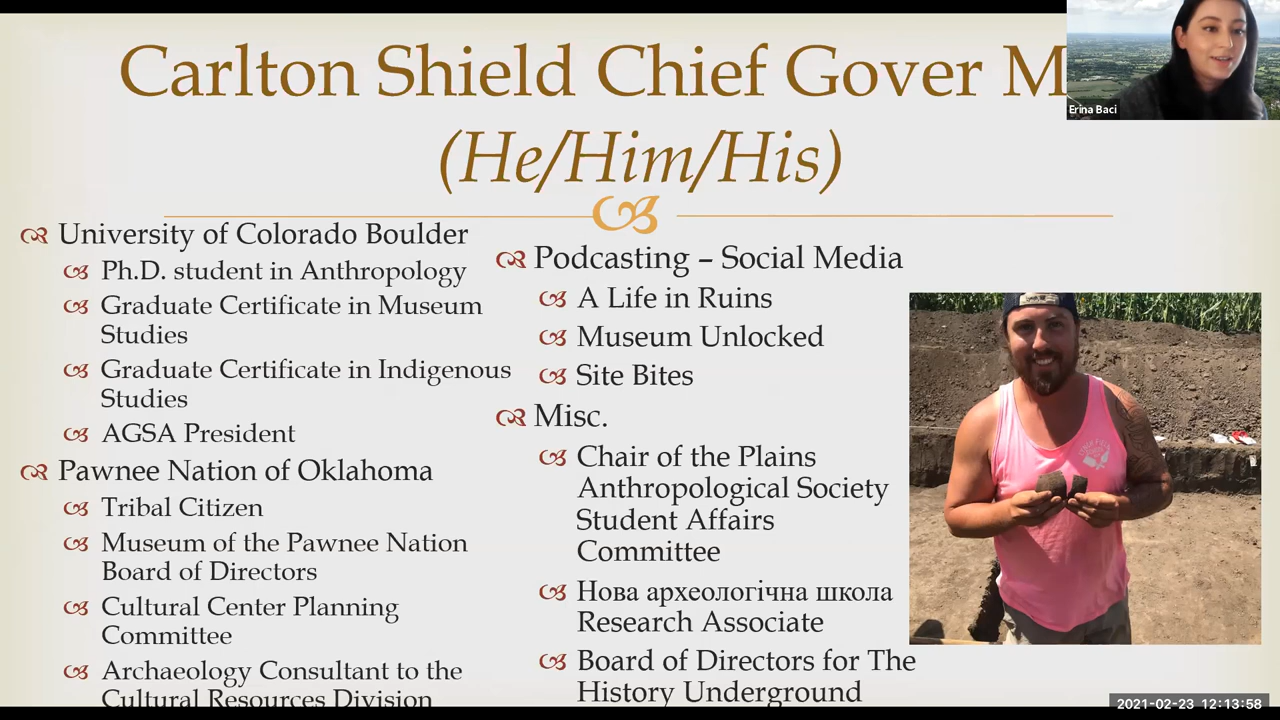 Carlton Shield Chief Gover M
(He/Him/His)
University of Colorado Boulder
Ph.D. student in Anthropology
Graduate Certificate in Museum
Studies
Graduate Certificate in Indigenous
Studies
AGSA President
Pawnee Nation of Oklahoma
Tribal Citizen
Museum of the Pawnee Nation
Board of Directors
Cultural Center Planning
Committee
Archaeology Consultant to the
Cultural Resources Division
Podcasting – Social Media
A Life in Ruins
Museum Unlocked
Site Bites
Misc.
Chair of the Plains
Anthropological Society
Student Affairs
Committee
Нова археологічна школа
Research Associate
Board of Directors for The
History Underground
Erina Baci
2021-02-23 12:13:58